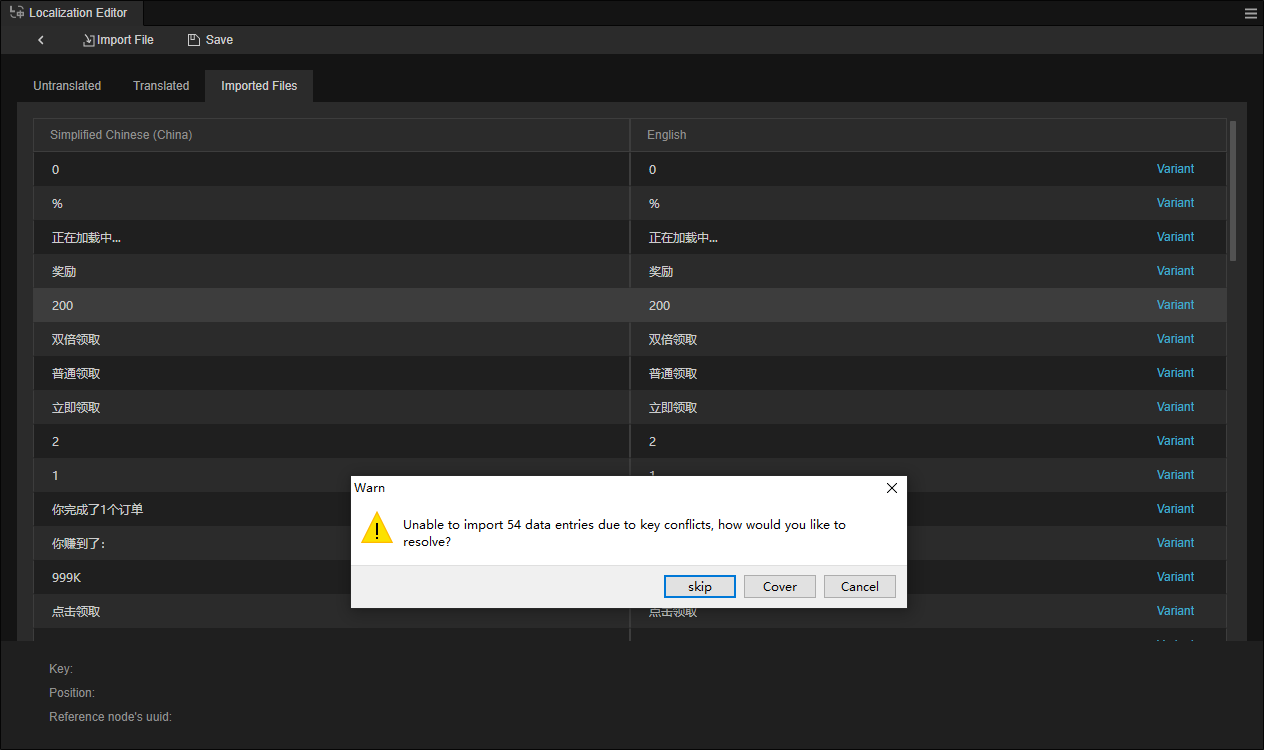 Localization Editor
Import File Save
Untranslated Translated Imported Files
Simplified Chinese (China) English
0 0 Variant
% % Variant
正在加载中... 正在加载中... Variant
奖励 奖励 Variant
200 200 Variant
双倍领取 双倍领取 Variant
普通领取 普通领取 Variant
立即领取 立即领取 Variant
2 2 Variant
1 1 Variant
你完成了1个订单 Variant
你赚到了: Variant
999K Variant
点击领取 点击领取 Variant
Warn
Unable to import 54 data entries due to key conflicts, how would you like to
resolve?
skip Cover Cancel
Key:
Position:
Reference node's uuid: